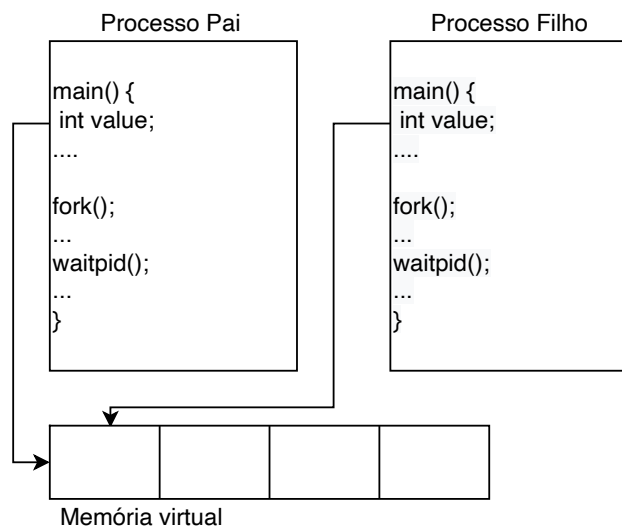 Processo Pai
main() {
int value;
....
fork();
...
waitpid();
...
}
Processo Filho
main() {
int value;
....
fork();
...
waitpid();
...
}
Memória virtual